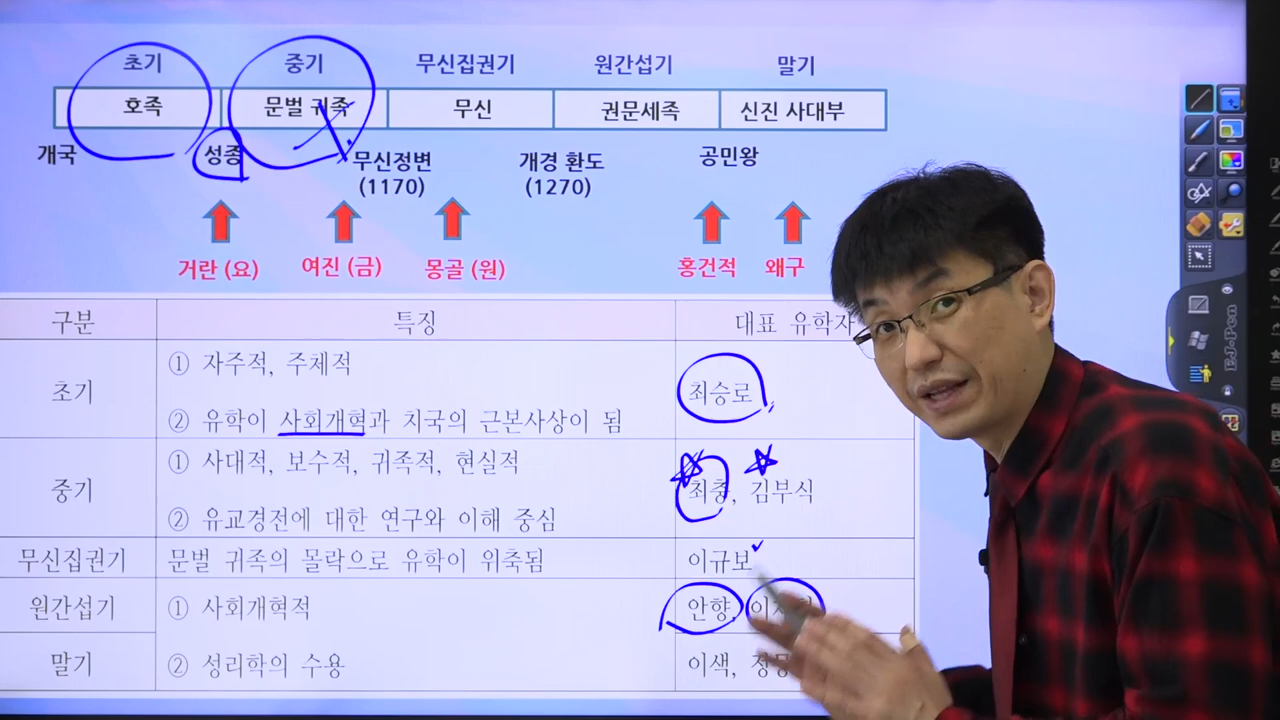 초기 중기 무신집권기 원간섭기 말기
호족 문벌 귀족 무신 권문세족 신진 사대부
개국 성종 무신정변 개경 환도 공민왕
(1170) (1270)
거란 (요) 여진 (금) 몽골 (원) 홍건적 왜구
구분 특징 대표 유학자
초기 ① 자주적, 주체적 최승로
② 유학이 사회개혁과 치국의 근본사상이 됨
중기 ① 사대적, 보수적, 귀족적, 현실적 최충, 김부식
② 유교경전에 대한 연구와 이해 중심
무신집권기 문벌 귀족의 몰락으로 유학이 위축됨 이규보
원간섭기 ① 사회개혁적 안향,
말기 ② 성리학의 수용 이색,
EJ-Pen